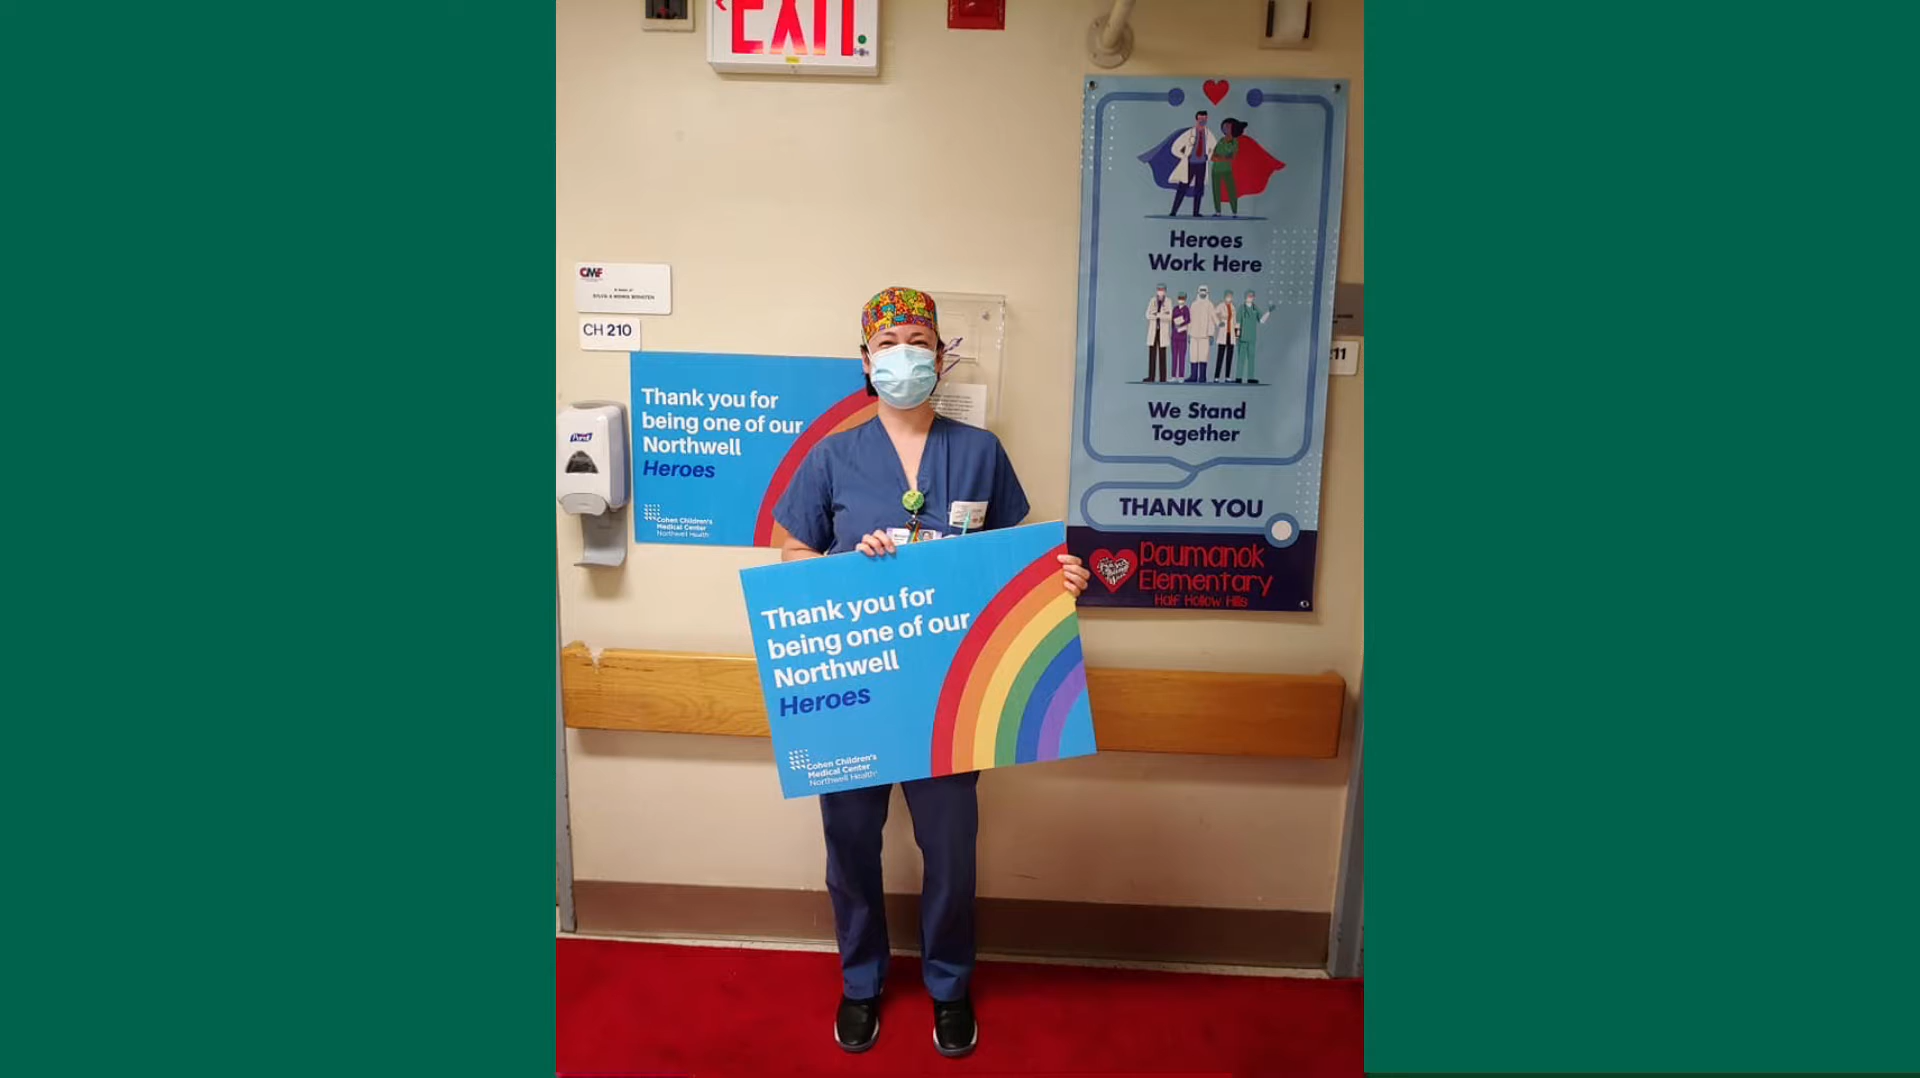 EXIT
Heroes
Work Here
We Stand
Together
THANK YOU
Paumanok
Elementary
Half Hollow Hills
CMF
CH 210
11
Purell
Thank you for
being one of our
Northwell
Heroes
Cohen Children's
Medical Center
Northwell Health
Thank you for
being one of our
Northwell
Heroes
Cohen Children's
Medical Center
Northwell Health